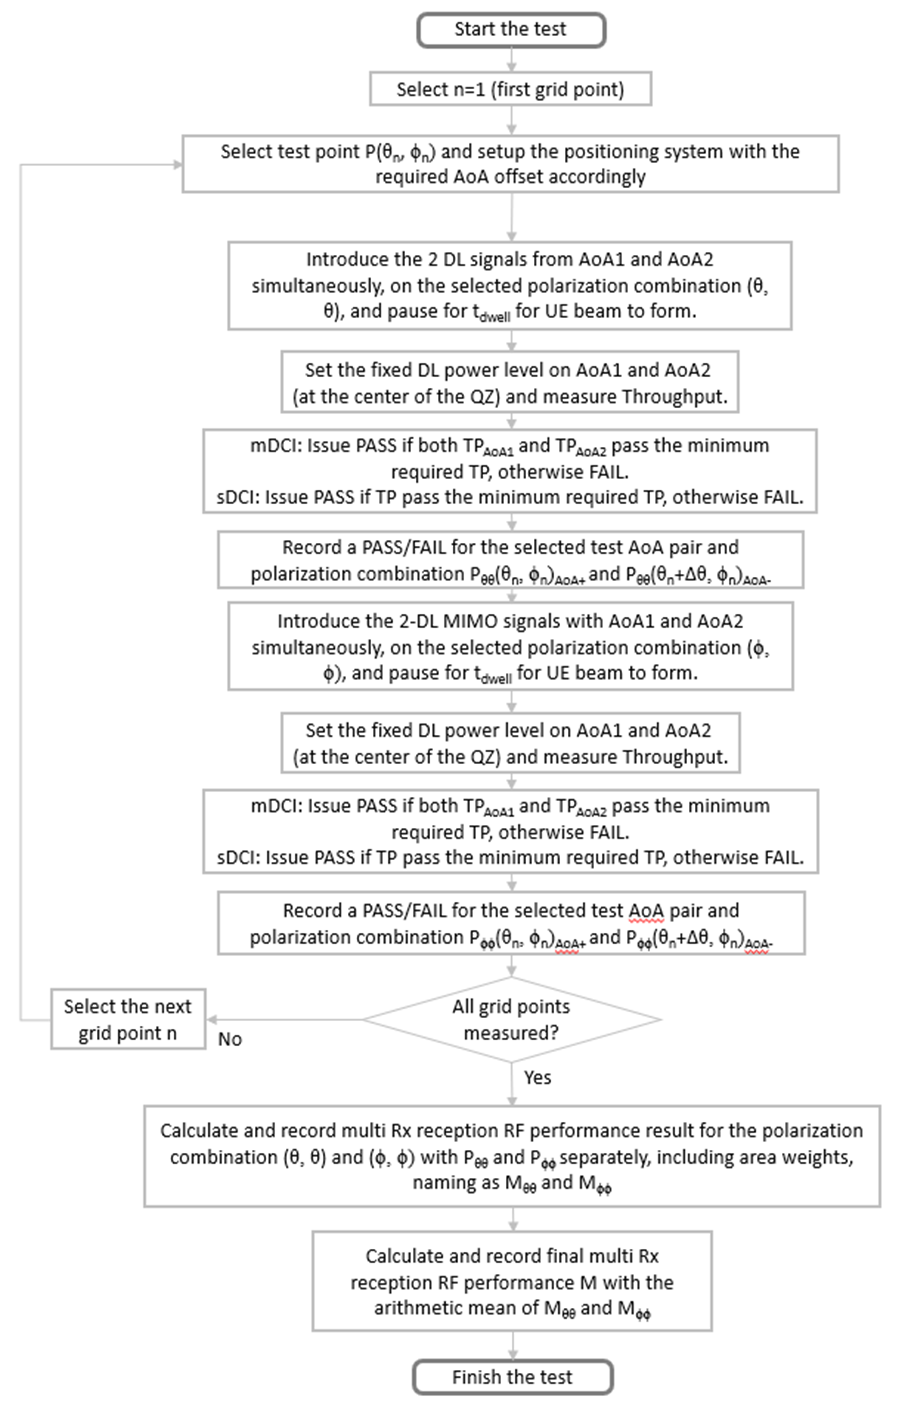 Start the test
Select n=1 (first grid point)
Select test point P(θn, ϕn) and setup the positioning system with the
required AoA offset accordingly
Introduce the 2 DL signals from AoA1 and AoA2
simultaneously, on the selected polarization combination (θ,
θ), and pause for tdwell for UE beam to form.
Set the fixed DL power level on AoA1 and AoA2
(at the center of the QZ) and measure Throughput.
mDCI: Issue PASS if both TPAoA1 and TPAoA2 pass the minimum
required TP, otherwise FAIL.
sDCI: Issue PASS if TP pass the minimum required TP, otherwise FAIL.
Record a PASS/FAIL for the selected test AoA pair and
polarization combination Pθθ(θn, ϕn)AoA+ and Pθθ(θn+Δθ, ϕn)AoA-
Introduce the 2-DL MIMO signals with AoA1 and AoA2
simultaneously, on the selected polarization combination (ϕ,
ϕ), and pause for tdwell for UE beam to form.
Set the fixed DL power level on AoA1 and AoA2
(at the center of the QZ) and measure Throughput.
mDCI: Issue PASS if both TPAoA1 and TPAoA2 pass the minimum
required TP, otherwise FAIL.
sDCI: Issue PASS if TP pass the minimum required TP, otherwise FAIL.
Record a PASS/FAIL for the selected test AoA pair and
polarization combination Pϕϕ(θn, ϕn)AoA+ and Pϕϕ(θn+Δθ, ϕn)AoA-
All grid points
measured?
No
Select the next
grid point n
Yes
Calculate and record multi Rx reception RF performance result for the polarization
combination (θ, θ) and (ϕ, ϕ) with Pθθ and Pϕϕ separately, including area weights,
naming as Mθθ and Mϕϕ
Calculate and record final multi Rx
reception RF performance M with the
arithmetic mean of Mθθ and Mϕϕ
Finish the test